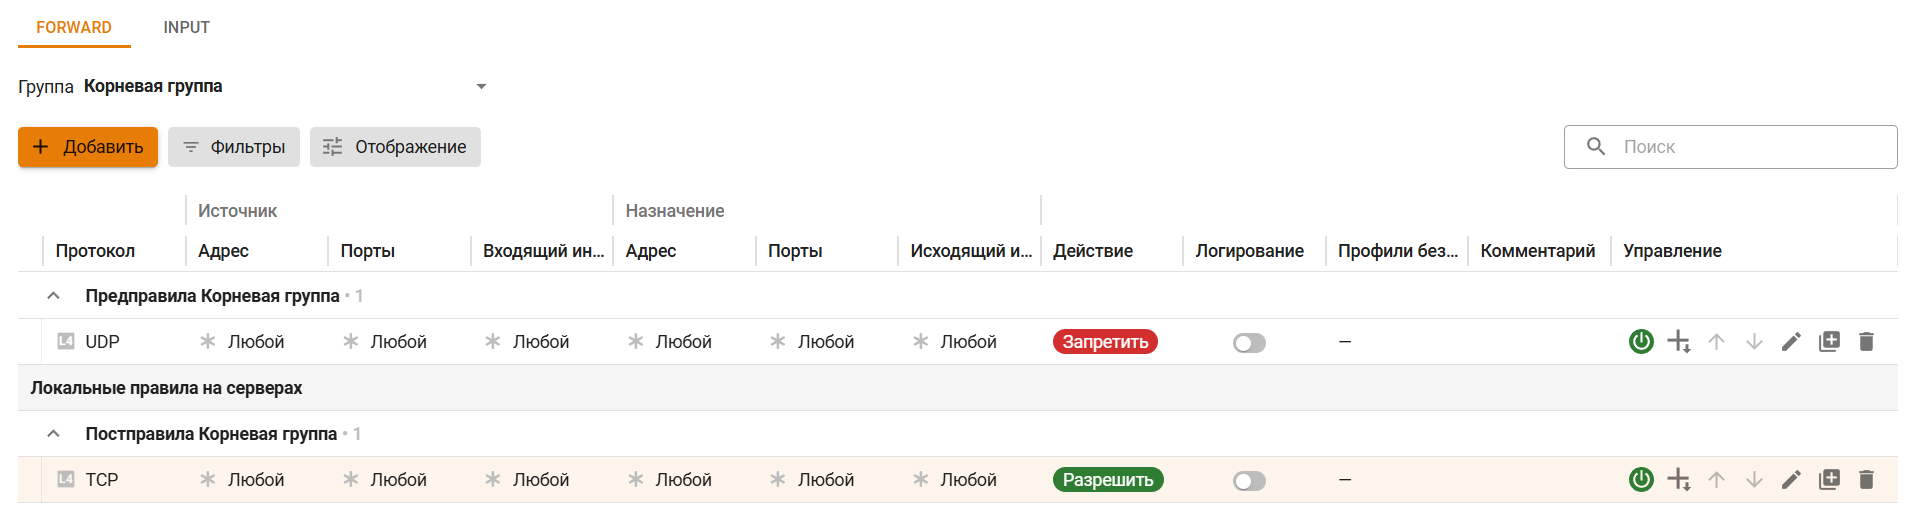 FORWARD INPUT
Группа Корневая группа
Добавить Фильтры Отображение Поиск
Источник Назначение
Протокол Адрес Порты Входящий ин... Адрес Порты Исходящий и... Действие Логирование Профили без... Комментарий Управление
Предправила Корневая группа • 1
L4 UDP Любой Любой Любой Любой Любой Любой Запретить —
Локальные правила на серверах
Постправила Корневая группа • 1
L4 TCP Любой Любой Любой Любой Любой Любой Разрешить —